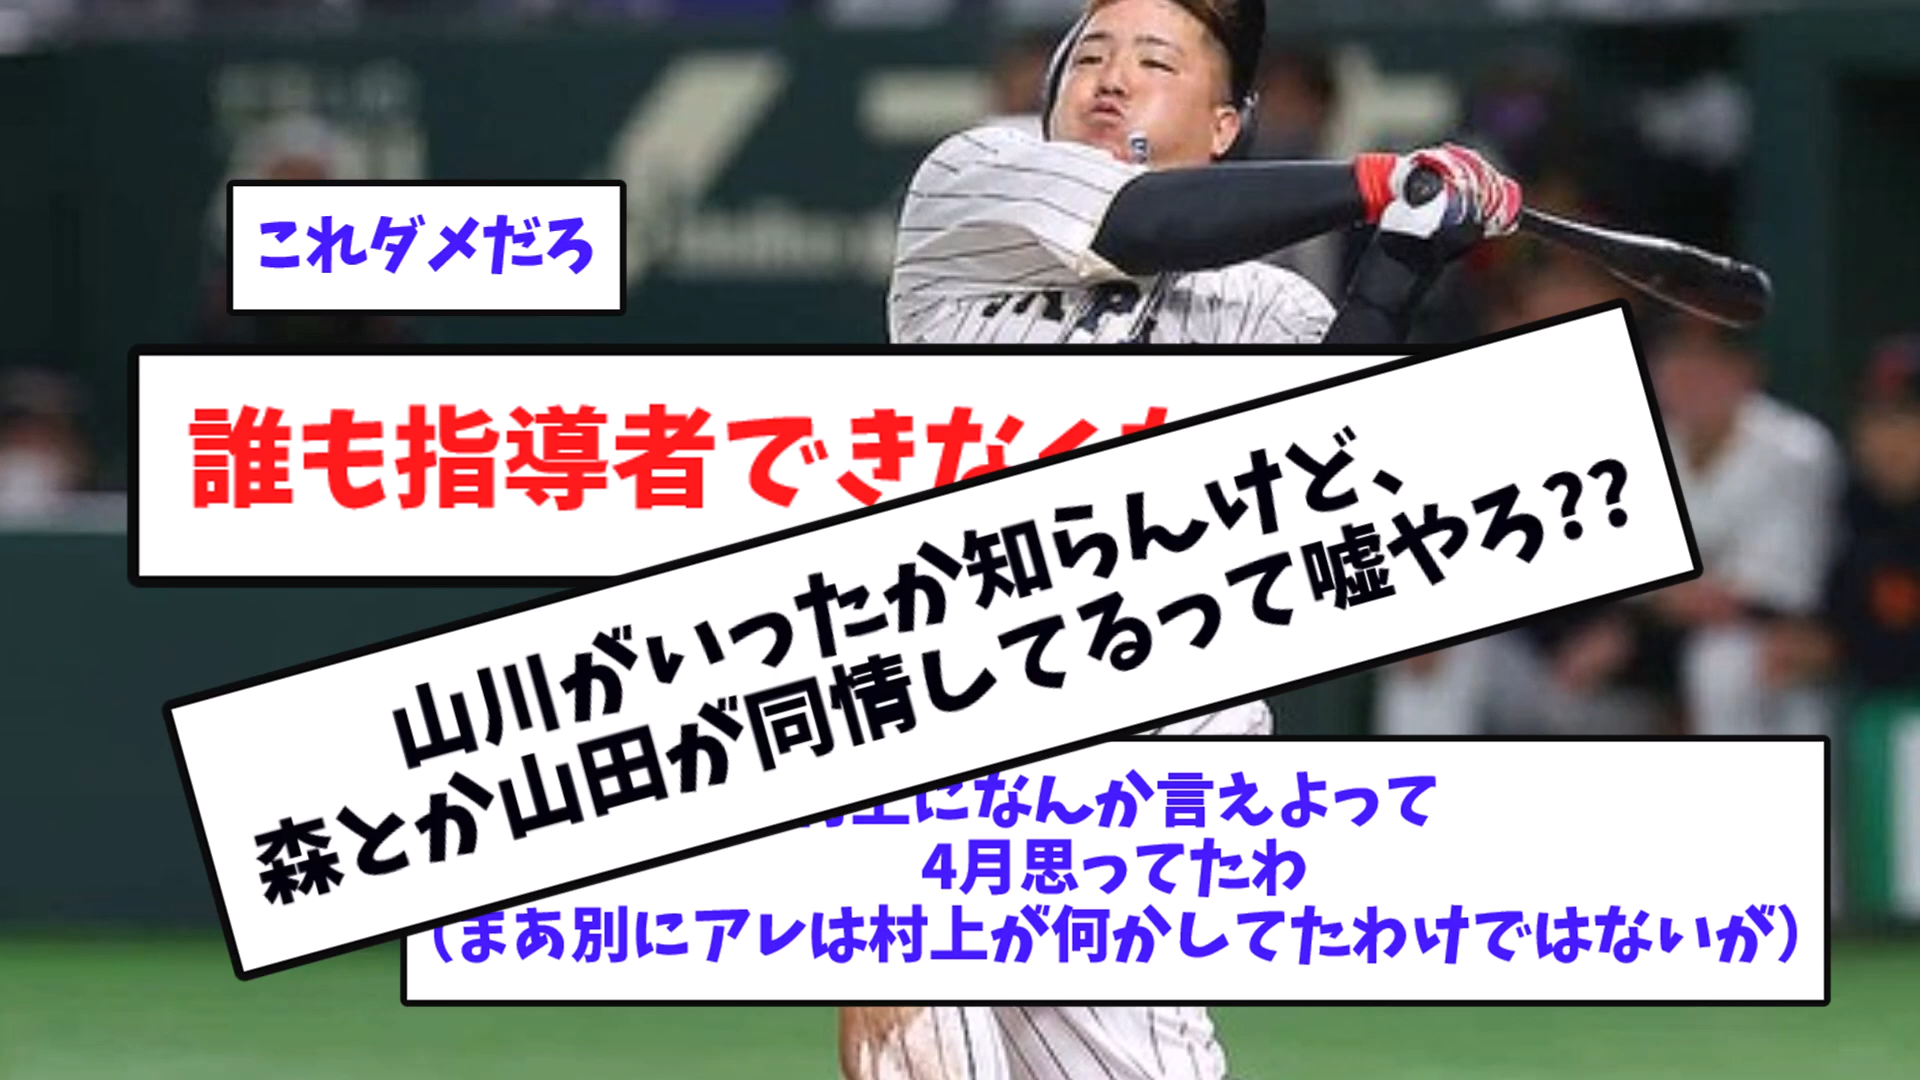 これダメだろ
誰も指導者できなく
山川がいったか知らんけど、
森とか山田が同情してるって嘘やろ??
村上になんか言えよって
4月思ってたわ
(まあ別にアレは村上が何かしてたわけではないが)